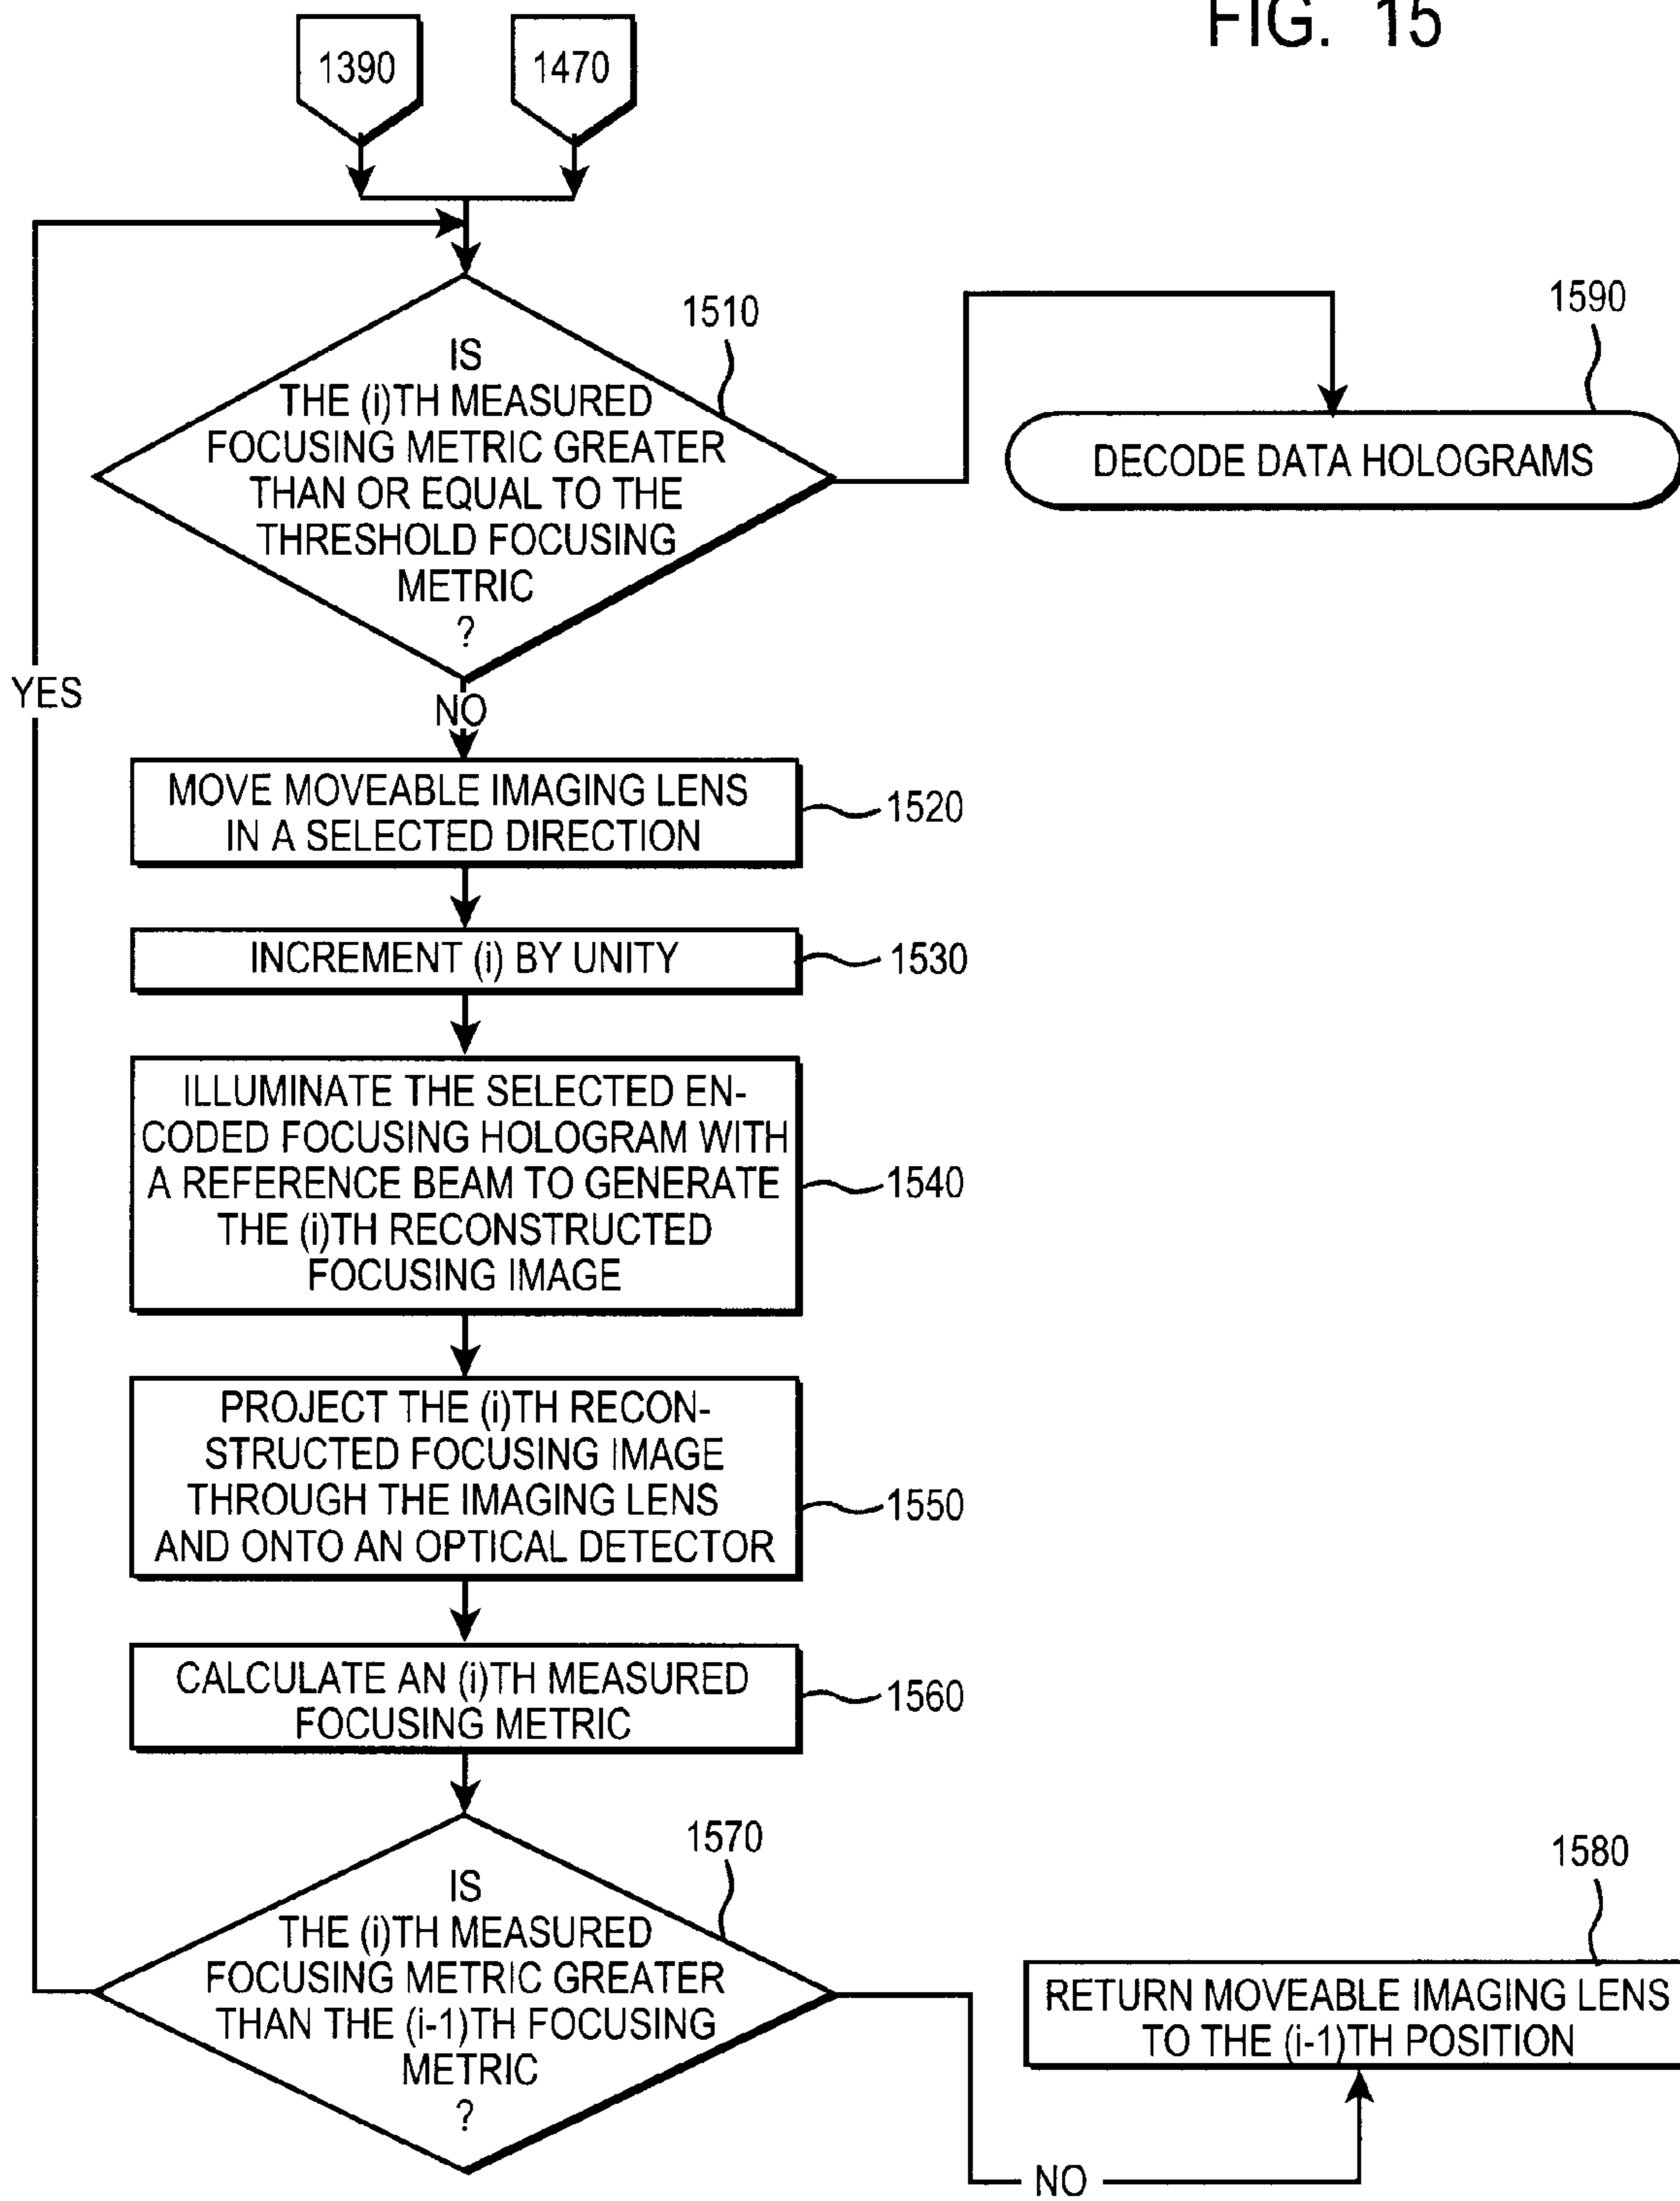 FIG. 15
1390
1470
1510
IS
THE (i)TH MEASURED
FOCUSING METRIC GREATER
THAN OR EQUAL TO THE
THRESHOLD FOCUSING
METRIC
?
1590
DECODE DATA HOLOGRAMS
YES
NO
MOVE MOVEABLE IMAGING LENS
IN A SELECTED DIRECTION
1520
INCREMENT (i) BY UNITY
1530
ILLUMINATE THE SELECTED EN-
CODED FOCUSING HOLOGRAM WITH
A REFERENCE BEAM TO GENERATE
THE (i)TH RECONSTRUCTED
FOCUSING IMAGE
1540
PROJECT THE (i)TH RECON-
STRUCTED FOCUSING IMAGE
THROUGH THE IMAGING LENS
AND ONTO AN OPTICAL DETECTOR
1550
CALCULATE AN (i)TH MEASURED
FOCUSING METRIC
1560
1570
IS
THE (i)TH MEASURED
FOCUSING METRIC GREATER
THAN THE (i-1)TH FOCUSING
METRIC
?
1580
RETURN MOVEABLE IMAGING LENS
TO THE (i-1)TH POSITION
NO